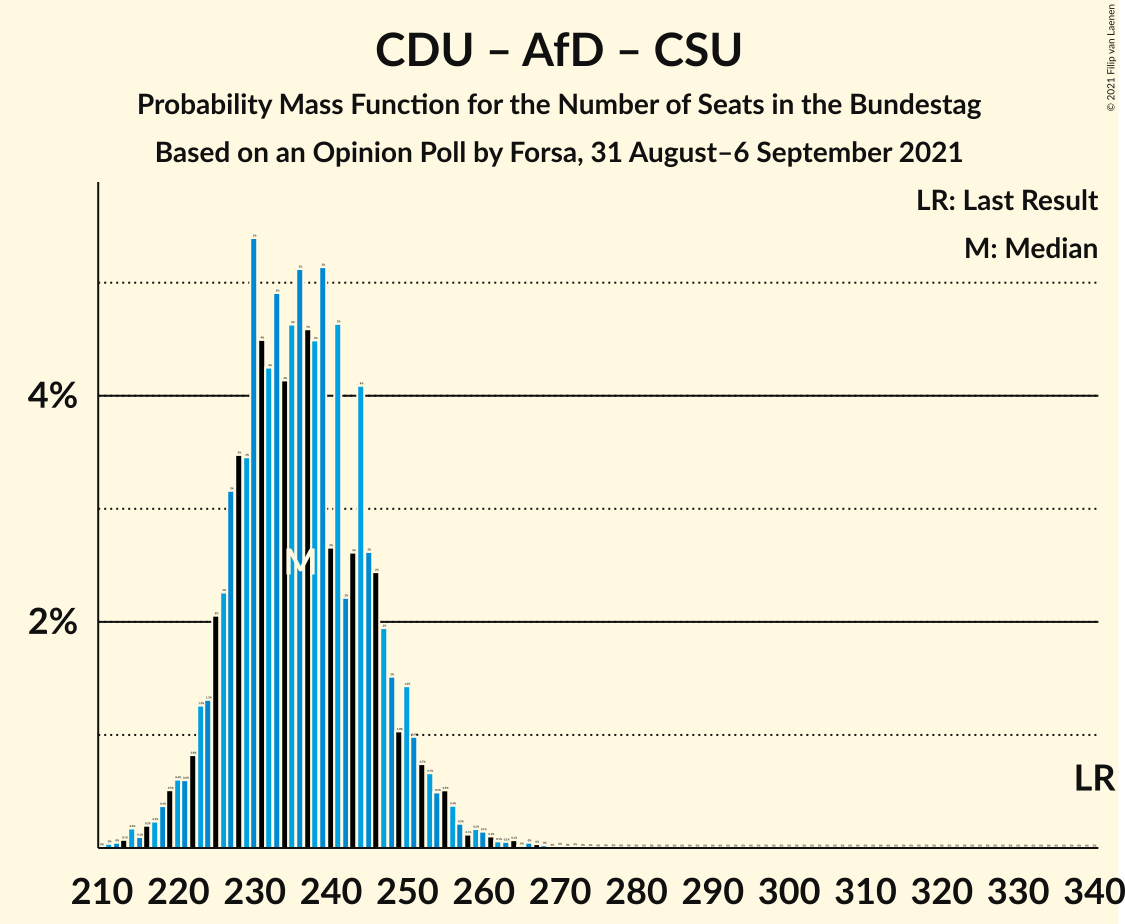 CDU – AfD – CSU
Probability Mass Function for the Number of Seats in the Bundestag
Based on an Opinion Poll by Forsa, 31 August–6 September 2021
© 2021 Filip van Laenen
LR: Last Result
M: Median
4%
2%
M
LR
210 220 230 240 250 260 270 280 290 300 310 320 330 340